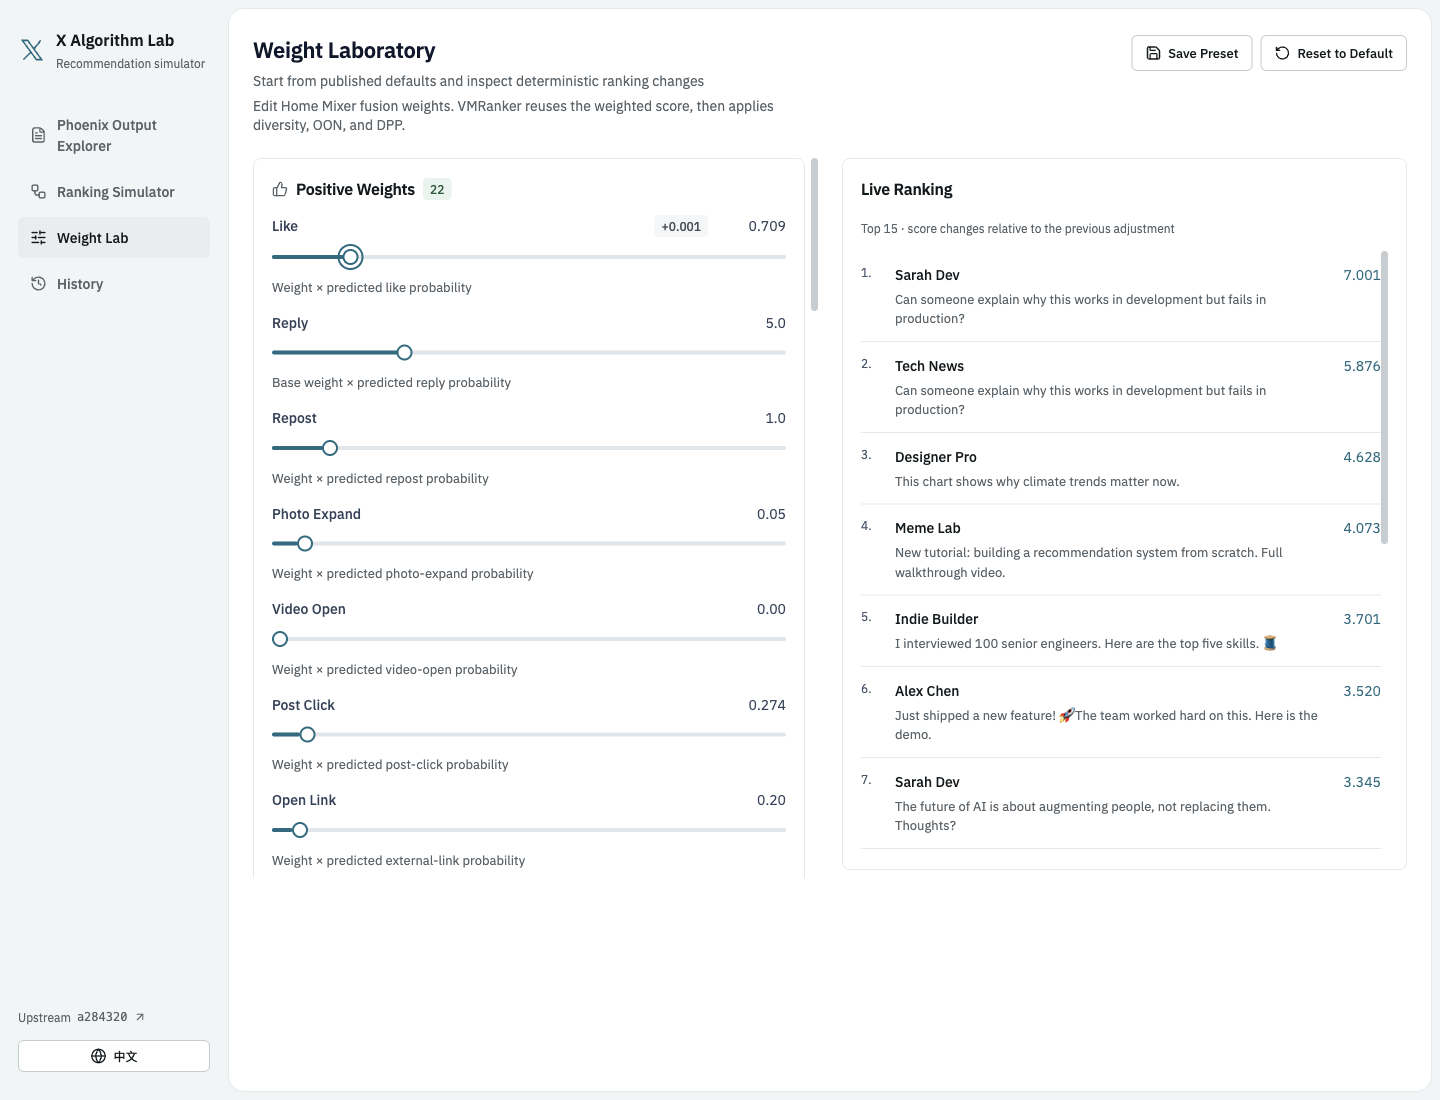 X Algorithm Lab
Recommendation simulator
Phoenix Output
Explorer
Ranking Simulator
Weight Lab
History
Upstream a284320
中文
Weight Laboratory
Start from published defaults and inspect deterministic ranking changes
Edit Home Mixer fusion weights. VMRanker reuses the weighted score, then applies
diversity, OON, and DPP.
Save Preset
Reset to Default
Positive Weights 22
Like +0.001 0.709
Weight × predicted like probability
Reply 5.0
Base weight × predicted reply probability
Repost 1.0
Weight × predicted repost probability
Photo Expand 0.05
Weight × predicted photo-expand probability
Video Open 0.00
Weight × predicted video-open probability
Post Click 0.274
Weight × predicted post-click probability
Open Link 0.20
Weight × predicted external-link probability
Live Ranking
Top 15 · score changes relative to the previous adjustment
1. Sarah Dev 7.001
Can someone explain why this works in development but fails in
production?
2. Tech News 5.876
Can someone explain why this works in development but fails in
production?
3. Designer Pro 4.628
This chart shows why climate trends matter now.
4. Meme Lab 4.073
New tutorial: building a recommendation system from scratch. Full
walkthrough video.
5. Indie Builder 3.701
I interviewed 100 senior engineers. Here are the top five skills. 🧵
6. Alex Chen 3.520
Just shipped a new feature! 🚀The team worked hard on this. Here is the
demo.
7. Sarah Dev 3.345
The future of AI is about augmenting people, not replacing them.
Thoughts?